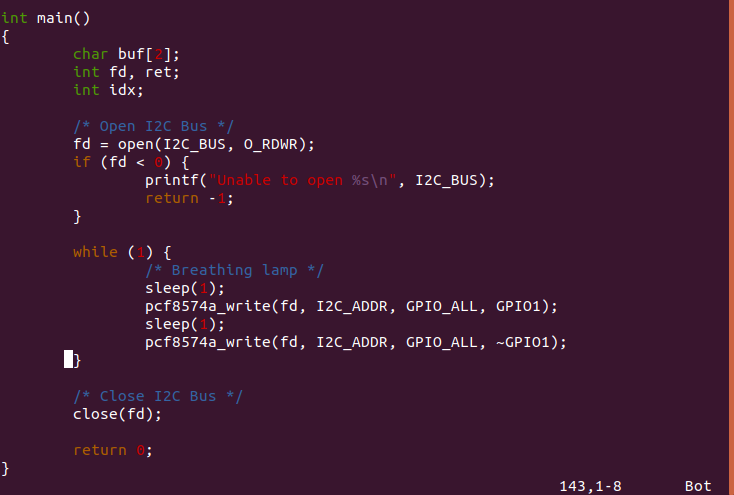 int main()
{
        char buf[2];
        int fd, ret;
        int idx;

        /* Open I2C Bus */
        fd = open(I2C_BUS, O_RDWR);
        if (fd < 0) {
                printf("Unable to open %s\n", I2C_BUS);
                return -1;
        }

        while (1) {
                /* Breathing lamp */
                sleep(1);
                pcf8574a_write(fd, I2C_ADDR, GPIO_ALL, GPIO1);
                sleep(1);
                pcf8574a_write(fd, I2C_ADDR, GPIO_ALL, ~GPIO1);
        }

        /* Close I2C Bus */
        close(fd);

        return 0;
}
143,1-8 Bot